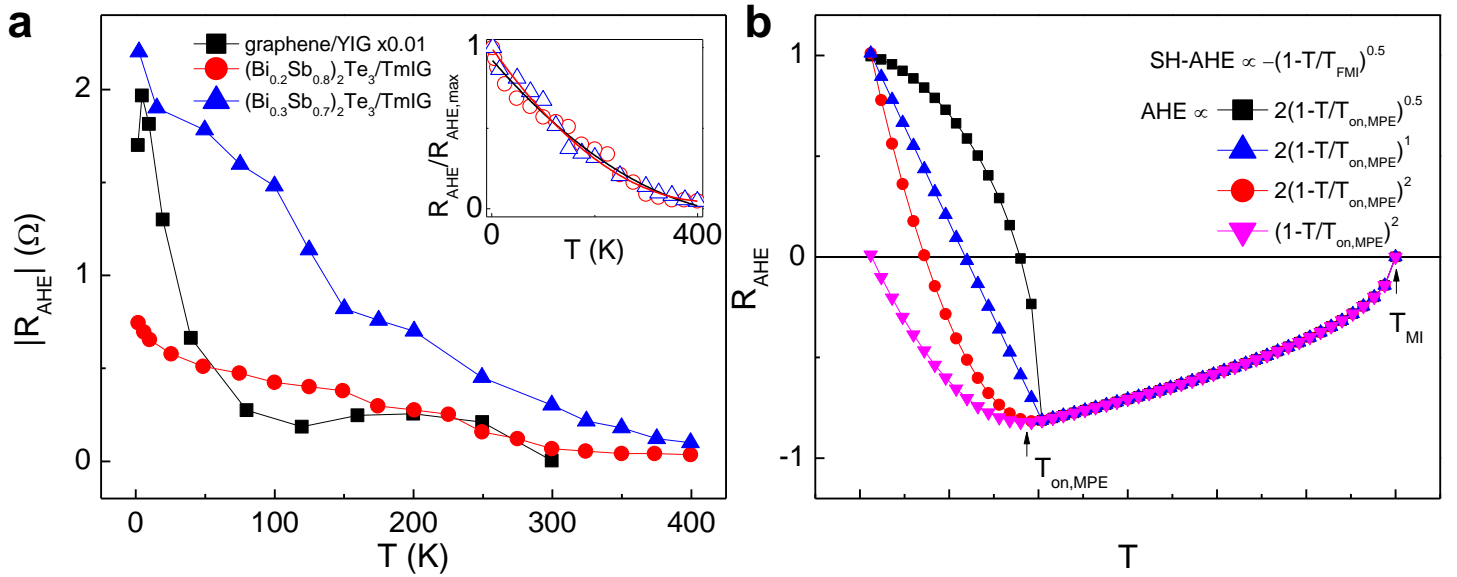 a
graphene/YIG x0.01
(Bi0.2Sb0.8)2Te3/TmIG
(Bi0.3Sb0.7)2Te3/TmIG
|RAHE| (Ω)
2
1
0
0
100
200
300
400
T (K)
RAHE/RAHE,max
1
0
0
400
T (K)
b
SH-AHE ∝ –(1-T/TFMI)^0.5
AHE ∝
2(1-T/Ton,MPE)^0.5
2(1-T/Ton,MPE)^1
2(1-T/Ton,MPE)^2
(1-T/Ton,MPE)^2
RAHE
1
0
-1
TMI
Ton,MPE
T